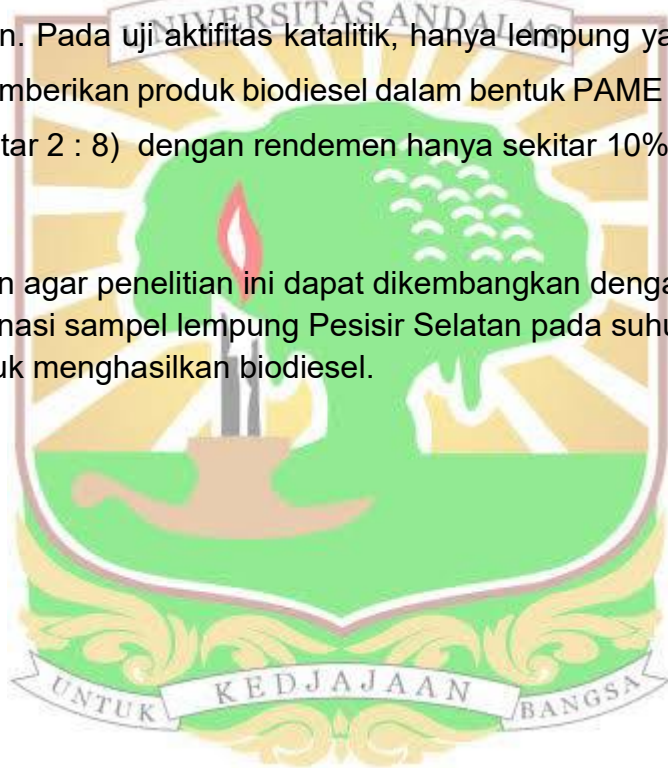 UNIVERSITAS ANDALAS
n. Pada uji aktifitas katalitik, hanya lempung ya
mberikan produk biodiesel dalam bentuk PAME
tar 2 : 8) dengan rendemen hanya sekitar 10%
n agar penelitian ini dapat dikembangkan denga
nasi sampel lempung Pesisir Selatan pada suhu
uk menghasilkan biodiesel.
UNTUK KEDJAJAAN BANGSA